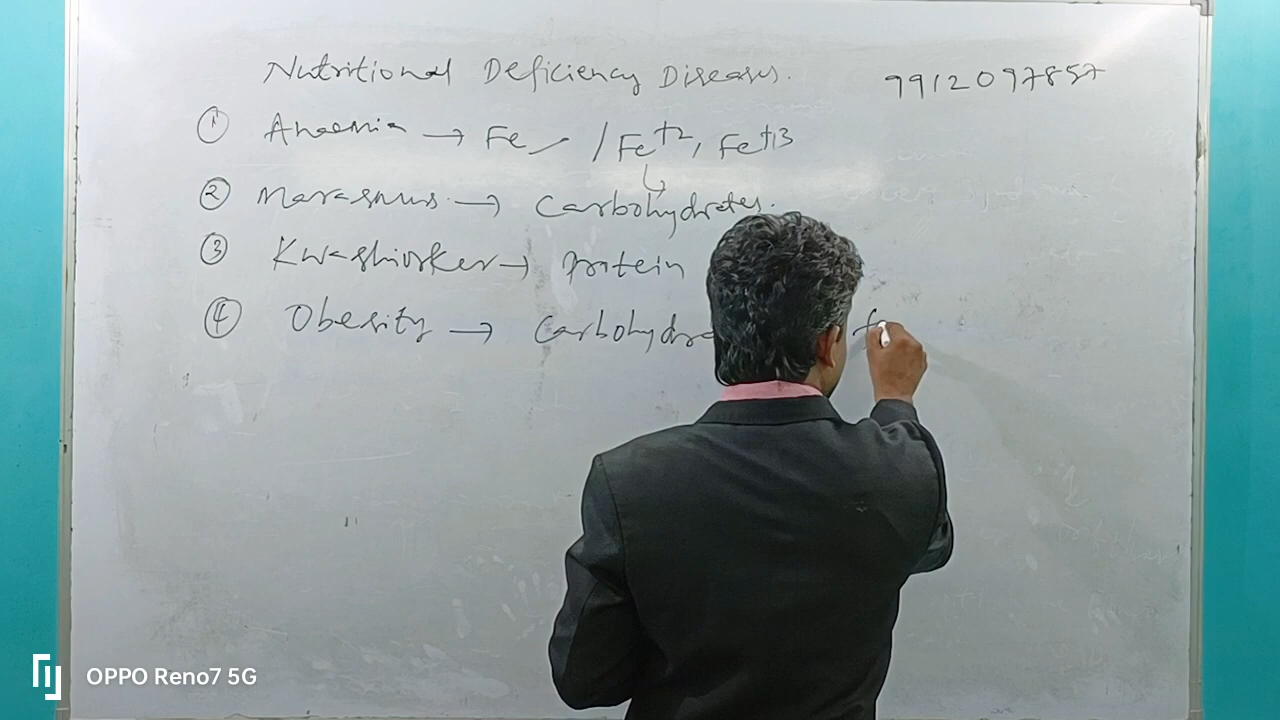 Nutritional Deficiency Diseases. 9912097857
① Anaemia → Fe / Fe+2, Fe+3
② Marasmus. → Carbohydrates.
③ Kwashiorker → protein
④ Obesity → Carbohydra
OPPO Reno7 5G